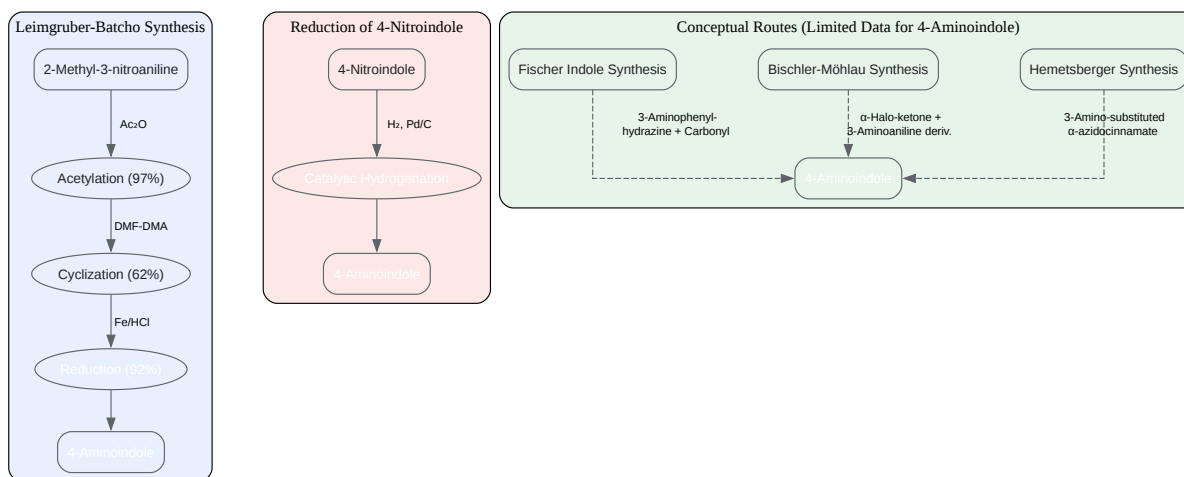 Leimgruber-Batcho Synthesis
2-Methyl-3-nitroaniline
Ac₂O
Acetylation (97%)
DMF-DMA
Cyclization (62%)
Fe/HCl
Reduction (92%)
4-Aminoindole
Reduction of 4-Nitroindole
4-Nitroindole
H₂, Pd/C
Catalytic Hydrogenation
4-Aminoindole
Conceptual Routes (Limited Data for 4-Aminoindole)
Fischer Indole Synthesis
Bischler-Möhlau Synthesis
Hemetsberger Synthesis
3-Aminophenyl-
hydrazine + Carbonyl
α-Halo-ketone +
3-Aminoaniline deriv.
3-Amino-substituted
α-azidocinnamate
4-Aminoindole